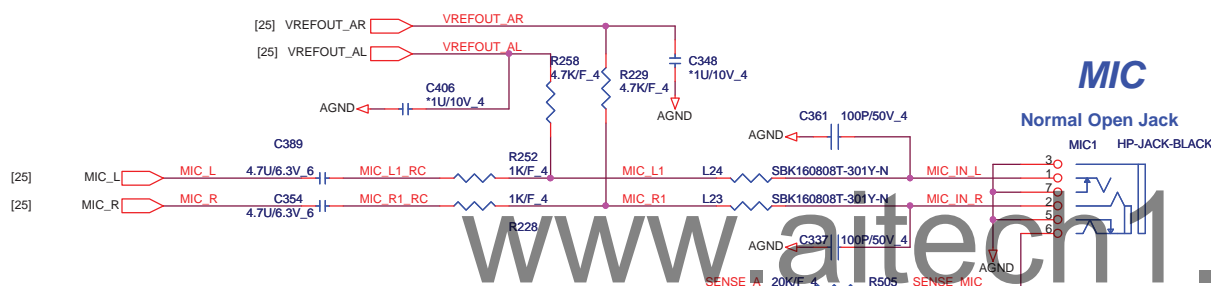 [25] VREFOUT_AR VREFOUT_AR
[25] VREFOUT_AL VREFOUT_AL
R258
4.7K/F_4
R229
4.7K/F_4
C348
*1U/10V_4
AGND
C406
*1U/10V_4
AGND
MIC
Normal Open Jack
MIC1 HP-JACK-BLACK
C361 100P/50V_4
AGND
C389
4.7U/6.3V_6
[25] MIC_L MIC_L MIC_L1_RC
R252
1K/F_4
MIC_L1 L24 SBK160808T-301Y-N MIC_IN_L
[25] MIC_R MIC_R
C354
4.7U/6.3V_6
MIC_R1_RC
1K/F_4
R228
MIC_R1 L23 SBK160808T-301Y-N MIC_IN_R
3
1
7
2
5
6
AGND C337 100P/50V_4
AGND
SENSE_A 20K/F_4 R505 SENSE_MIC
www.aitech1.